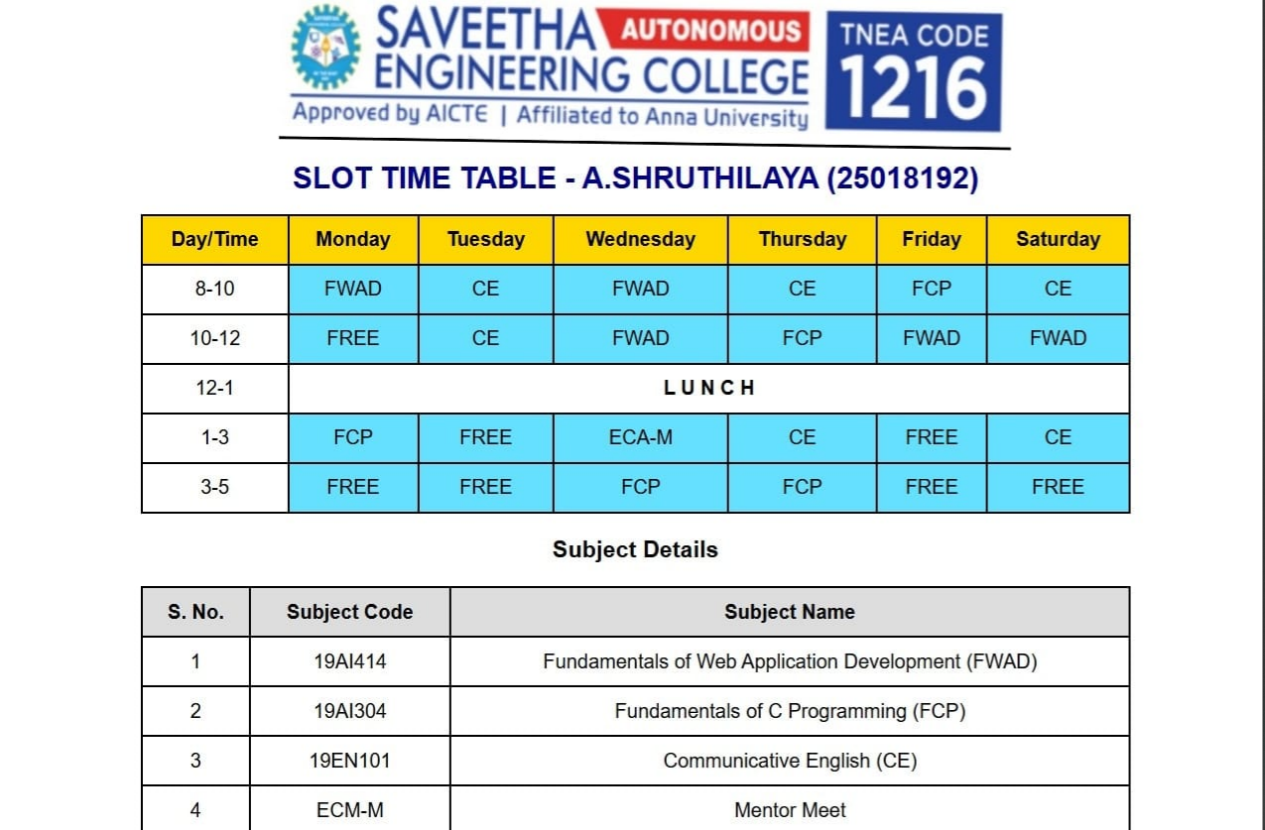 SAVEETHA AUTONOMOUS
ENGINEERING COLLEGE
Approved by AICTE | Affiliated to Anna University
TNEA CODE
1216
SLOT TIME TABLE - A.SHRUTHILAYA (25018192)
Day/Time Monday Tuesday Wednesday Thursday Friday Saturday
8-10 FWAD CE FWAD CE FCP CE
10-12 FREE CE FWAD FCP FWAD FWAD
12-1 L U N C H
1-3 FCP FREE ECA-M CE FREE CE
3-5 FREE FREE FCP FCP FREE FREE
Subject Details
S. No. Subject Code Subject Name
1 19AI414 Fundamentals of Web Application Development (FWAD)
2 19AI304 Fundamentals of C Programming (FCP)
3 19EN101 Communicative English (CE)
4 ECM-M Mentor Meet